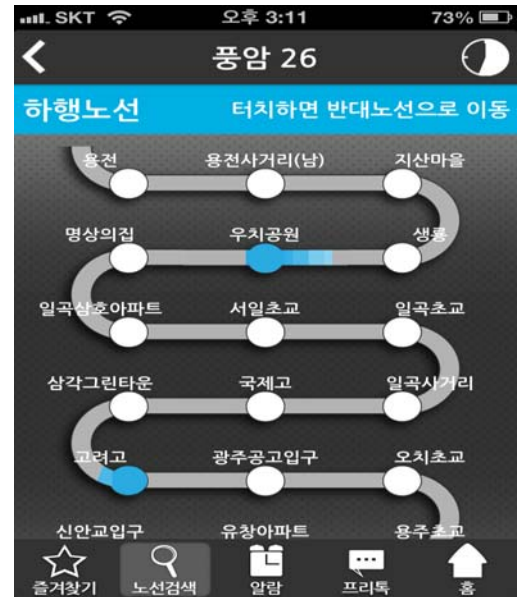 SKT 오후 3:11 73%
풍암 26
하행노선 터치하면 반대노선으로 이동
용전 용전사거리(남) 지산마을
명상의집 우치공원 생룡
일곡삼호아파트 서일초교 일곡초교
삼각그린타운 국제고 일곡사거리
고려고 광주공고입구 오치초교
신안교입구 유창아파트 용주초교
즐겨찾기 노선검색 알람 프리톡 홈